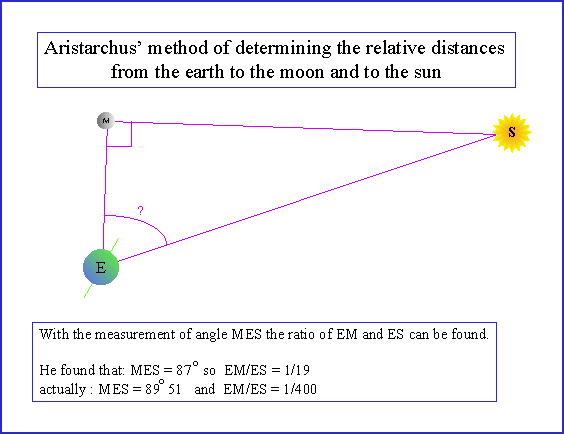 Aristarchus’ method of determining the relative distances
from the earth to the moon and to the sun
M
S
?
E
With the measurement of angle MES the ratio of EM and ES can be found.
He found that: MES = 87° so EM/ES = 1/19
actually : MES = 89° 51 and EM/ES = 1/400